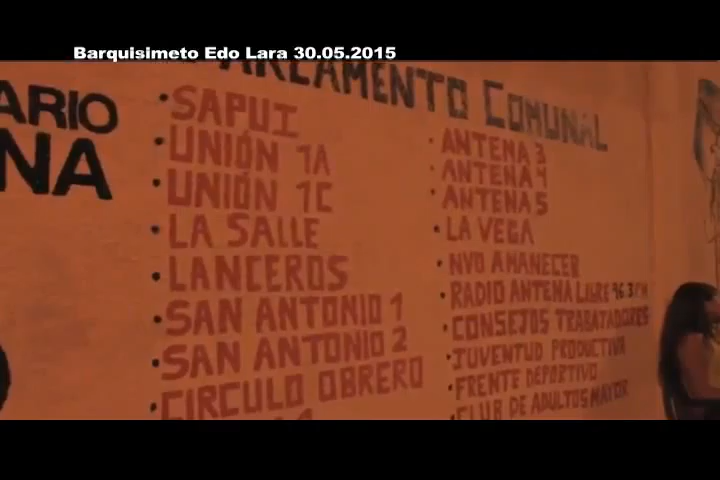 Barquisimeto Edo Lara 30.05.2015
PARLAMENTO COMUNAL
ARIO
NA
• SAPUI
• UNIÓN 1A
• UNIÓN 1C
• LA SALLE
• LANCEROS
• SAN ANTONIO 1
• SAN ANTONIO 2
• CIRCULO OBRERO
• ANTENA 3
• ANTENA 4
• ANTENA 5
• LA VEGA
• NVO AMANECER
• RADIO ANTENA LIBRE 96.3 FM
• CONSEJOS TRABATADORES
• JUVENTUD PRODUCTIVA
• FRENTE DEPORTIVO
• CLUB DE ADULTOS MAYOR